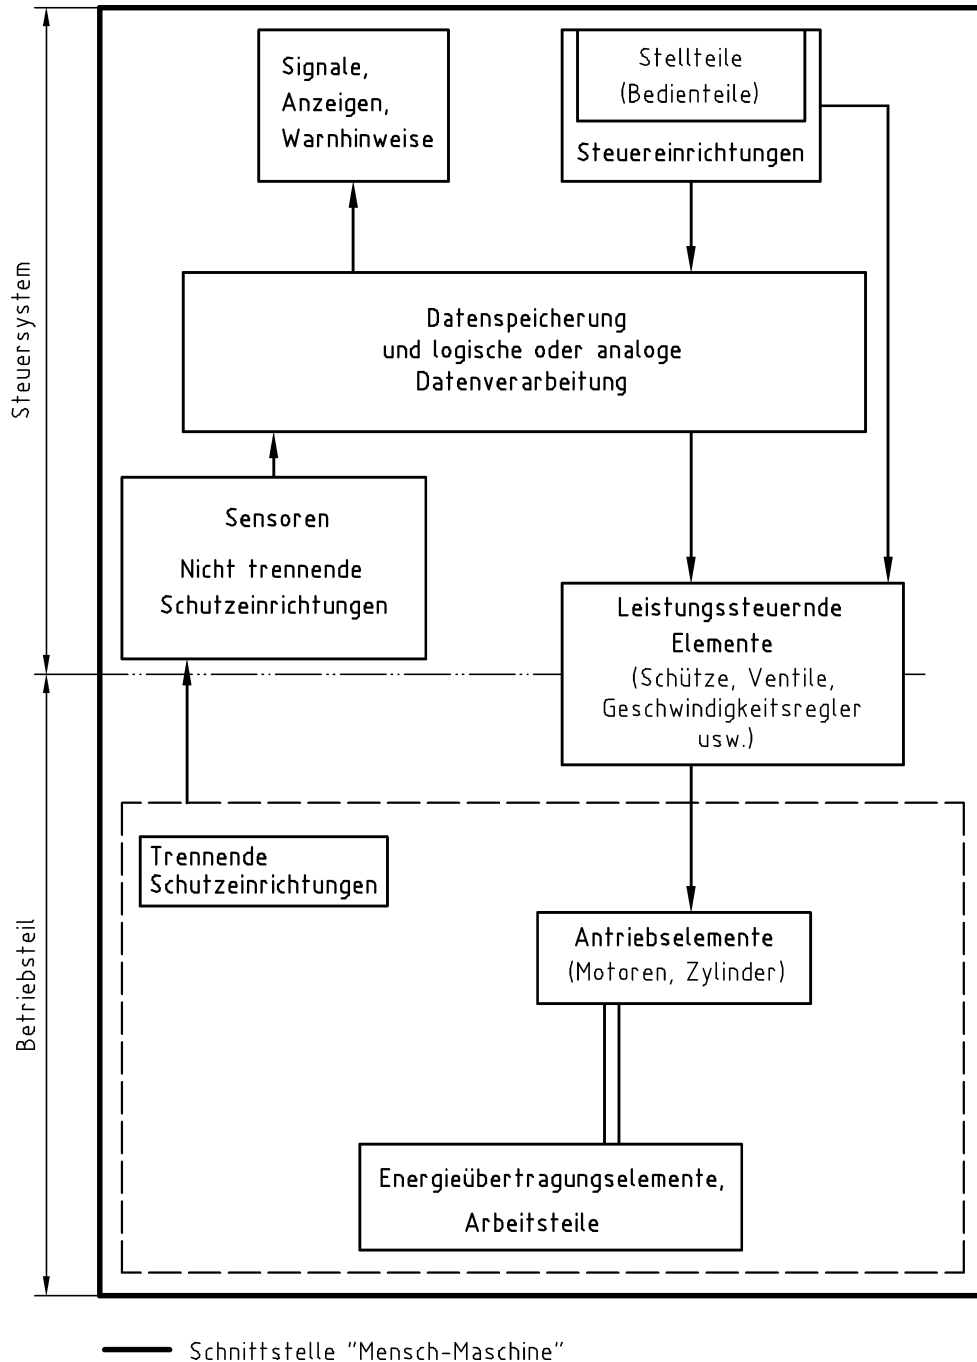 Signale,
Anzeigen,
Warnhinweise
Stellteile
(Bedienteile)
Steuereinrichtungen
Datenspeicherung
und logische oder analoge
Datenverarbeitung
Steuersystem
Sensoren
Nicht trennende
Schutzeinrichtungen
Leistungssteuernde
Elemente
(Schütze, Ventile,
Geschwindigkeitsregler
usw.)
Trennende
Schutzeinrichtungen
Betriebsteil
Antriebselemente
(Motoren, Zylinder)
Energieübertragungselemente,
Arbeitsteile
Schnittstelle "Mensch-Maschine"